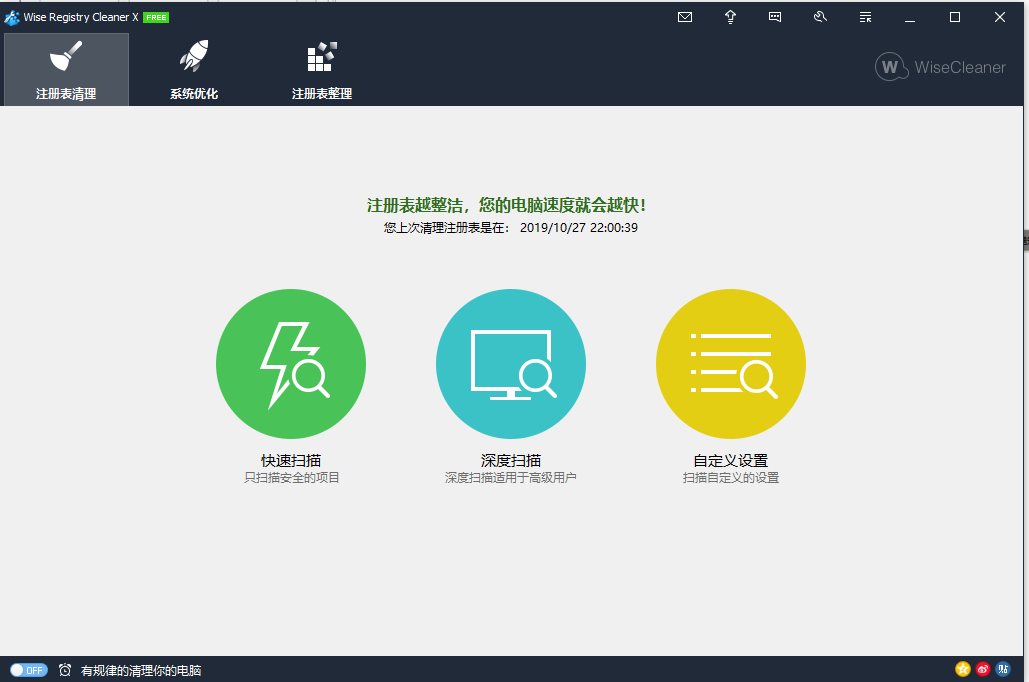 Wise Registry Cleaner X FREE
注册表清理
系统优化
注册表整理
W WiseCleaner
注册表越整洁，您的电脑速度就会越快！
您上次清理注册表是在： 2019/10/27 22:00:39
快速扫描
只扫描安全的项目
深度扫描
深度扫描适用于高级用户
自定义设置
扫描自定义的设置
OFF
有规律的清理你的电脑
贴